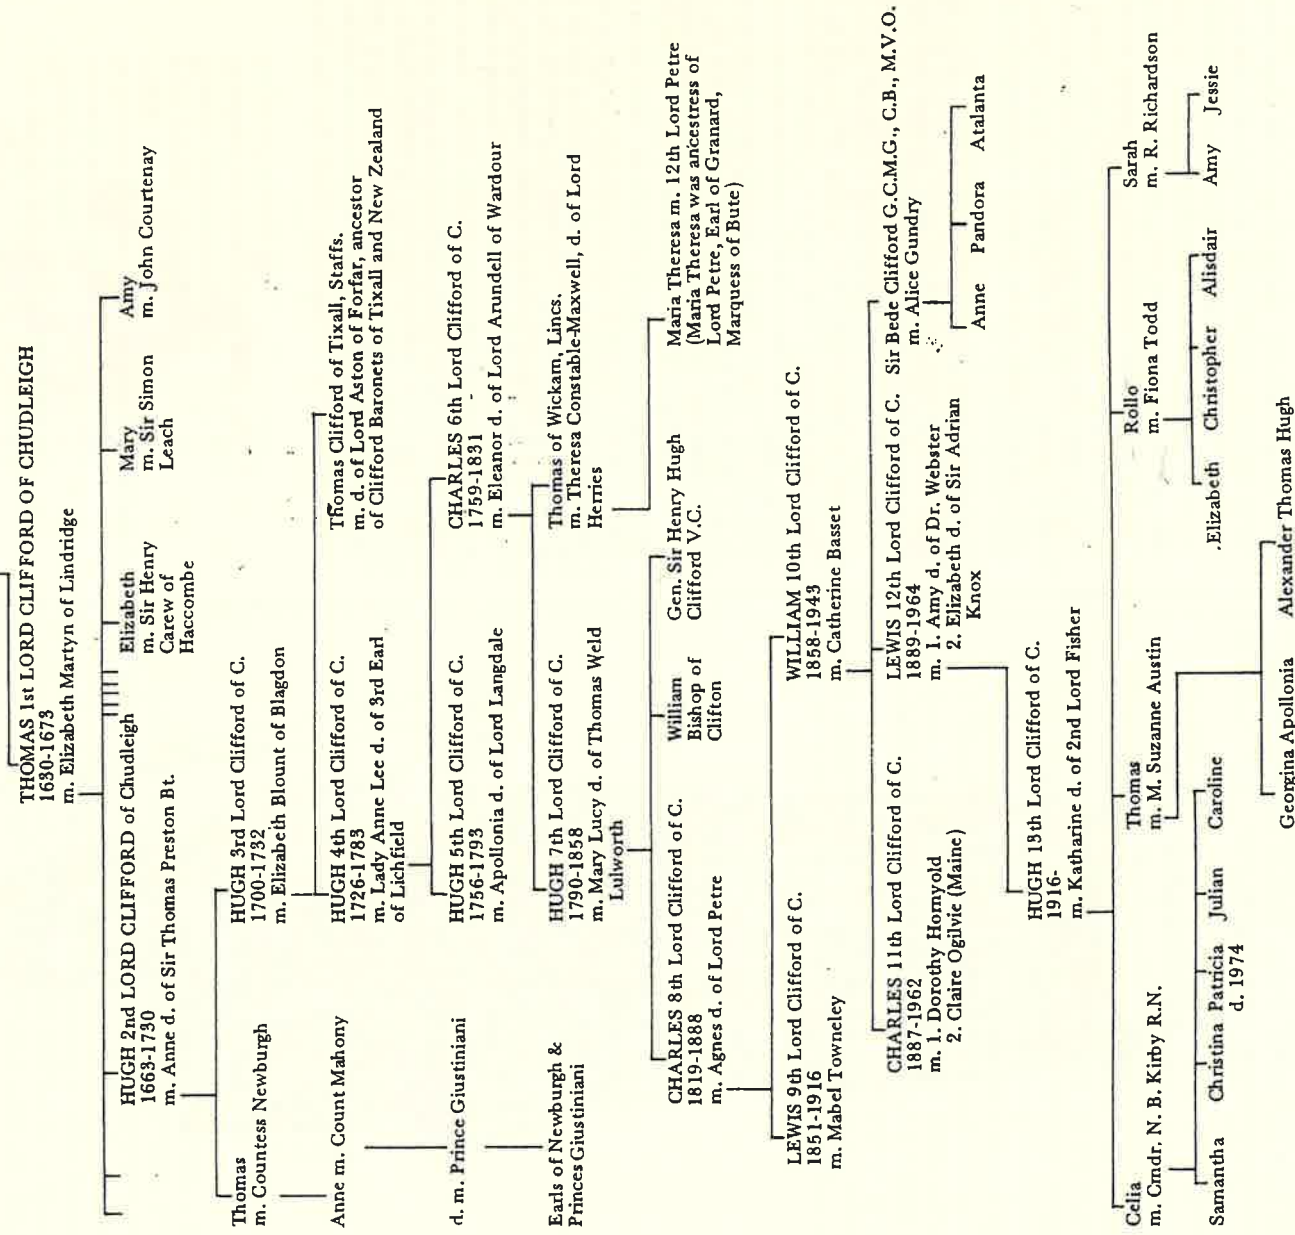 THOMAS 1st LORD CLIFFORD OF CHUDLEIGH
1630-1673
m. Elizabeth Martyn of Lindridge
HUGH 2nd LORD CLIFFORD of Chudleigh
1663-1730
m. Anne d. of Sir Thomas Preston Bt.
Elizabeth
m. Sir Henry
Carew of
Haccombe
Mary
m. Sir Simon
Leach
Amy
m. John Courtenay
Thomas
m. Countess Newburgh
HUGH 3rd Lord Clifford of C.
1700-1732
m. Elizabeth Blount of Blagdon
Anne m. Count Mahony
HUGH 4th Lord Clifford of C.
1726-1783
m. Lady Anne Lee d. of 3rd Earl
of Lichfield
Thomas Clifford of Tixall, Staffs.
m. d. of Lord Aston of Forfar, ancestor
of Clifford Baronets of Tixall and New Zealand
d. m. Prince Giustiniani
HUGH 5th Lord Clifford of C.
1756-1793
m. Apollonia d. of Lord Langdale
CHARLES 6th Lord Clifford of C.
1759-1831
m. Eleanor d. of Lord Arundell of Wardour
Earls of Newburgh &
Princes Giustiniani
HUGH 7th Lord Clifford of C.
1790-1858
m. Mary Lucy d. of Thomas Weld
Lulworth
Thomas of Wickam, Lincs.
m. Theresa Constable-Maxwell, d. of Lord
Herries
CHARLES 8th Lord Clifford of C.
1819-1888
m. Agnes d. of Lord Petre
William
Bishop of
Clifton
Gen. Sir Henry Hugh
Clifford V.C.
Maria Theresa m. 12th Lord Petre
(Maria Theresa was ancestress of
Lord Petre, Earl of Granard,
Marquess of Bute)
LEWIS 9th Lord Clifford of C.
1851-1916
m. Mabel Towneley
WILLIAM 10th Lord Clifford of C.
1858-1943
m. Catherine Basset
CHARLES 11th Lord Clifford of C.
1887-1962
m. 1. Dorothy Hornyold
2. Claire Ogilvie (Maine)
LEWIS 12th Lord Clifford of C.
1889-1964
m. 1. Amy d. of Dr. Webster
2. Elizabeth d. of Sir Adrian
Knox
Sir Bede Clifford G.C.M.G., C.B., M.V.O.
m. Alice Gundry
Anne Pandora Atalanta
HUGH 13th Lord Clifford of C.
1916-
m. Katharine d. of 2nd Lord Fisher
Celia
m. Cmdr. N. B. Kirby R.N.
Thomas
m. M. Suzanne Austin
Rollo
m. Fiona Todd
Sarah
m. R. Richardson
Samantha Christina Patricia Julian Caroline
d. 1974
Elizabeth Christopher Alisdair
Amy Jessie
Georgina Apollonia Alexander Thomas Hugh